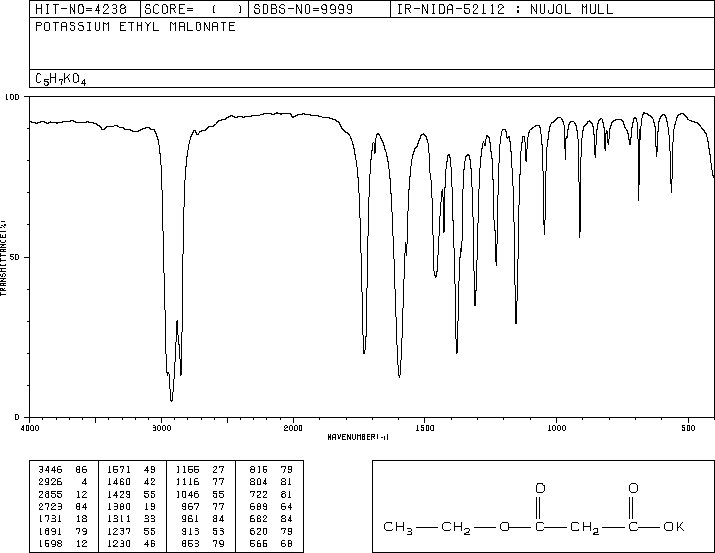 HIT-NO=4238 SCORE= ( ) SDBS-NO=9999 IR-NIDA-52112 : NUJOL MULL
POTASSIUM ETHYL MALONATE
C5H7KO4
100
50
0
TRANSMITTANCE(%)
4000 3000 2000 1500 1000 500
WAVENUMBER(-1)
3446 86 1571 49 1155 27 815 79
2926 4 1460 42 1116 77 804 81
2855 12 1429 55 1046 55 722 81
2723 84 1380 19 967 77 689 64
1731 18 1311 33 961 84 682 84
1691 79 1237 55 913 53 620 79
1598 12 1230 46 853 79 566 68
O O
CH3 CH2 O C CH2 C OK